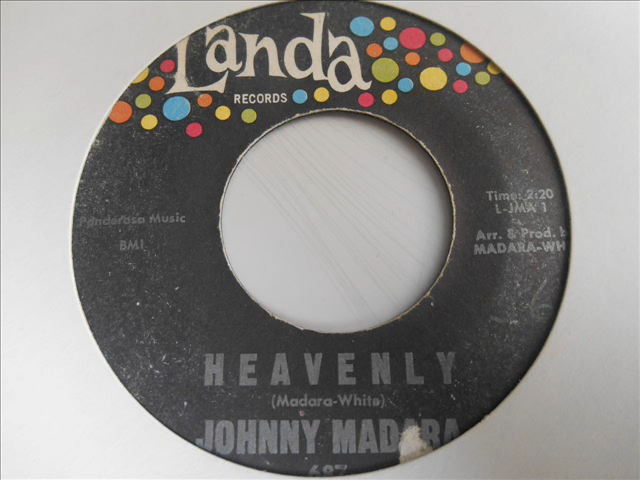 Landa
RECORDS
Ponderosa Music
BMI
Time: 2:20
L-JMA 1
Arr. & Prod. b
MADARA-WH
HEAVENLY
(Madara-White)
JOHNNY MADARA
687